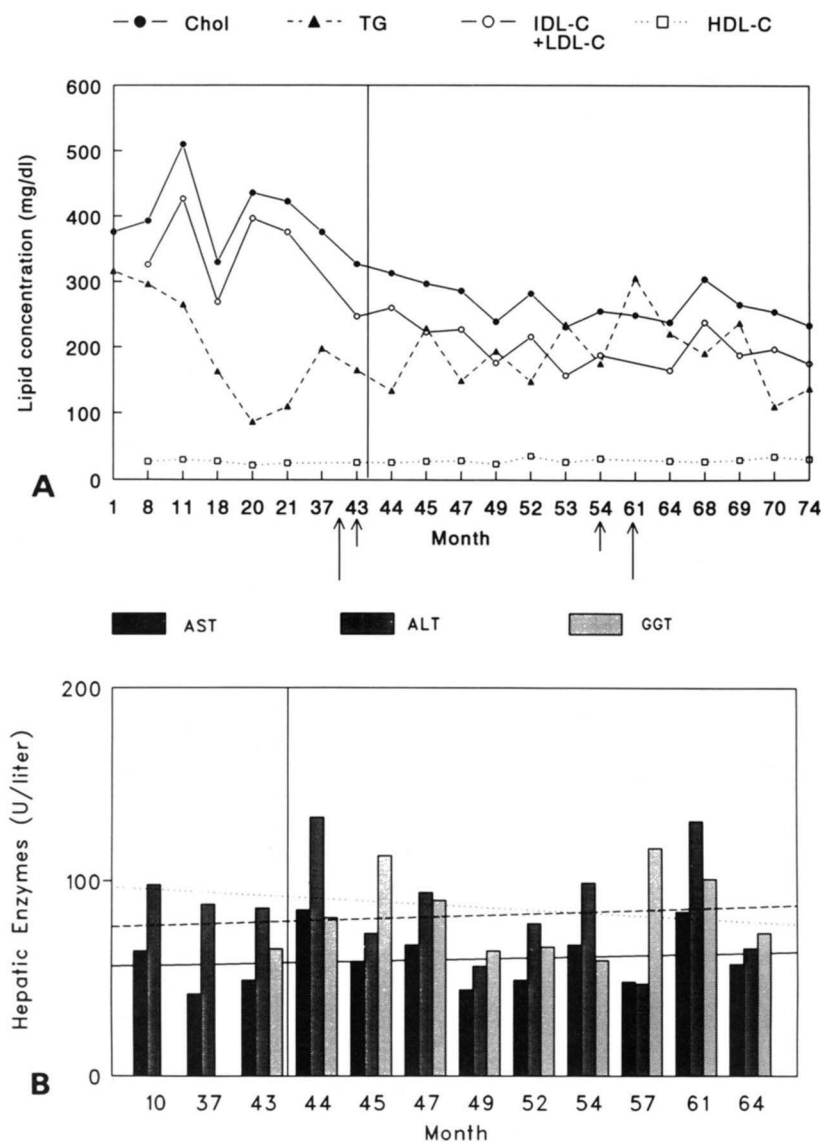 Chol TG IDL-C HDL-C
+LDL-C
600
500
400
300
200
100
0
Lipid concentration (mg/dl)
A
1 8 11 18 20 21 37 43 44 45 47 49 52 53 54 61 64 68 69 70 74
Month
AST ALT GGT
200
100
0
Hepatic Enzymes (U/liter)
B
10 37 43 44 45 47 49 52 54 57 61 64
Month